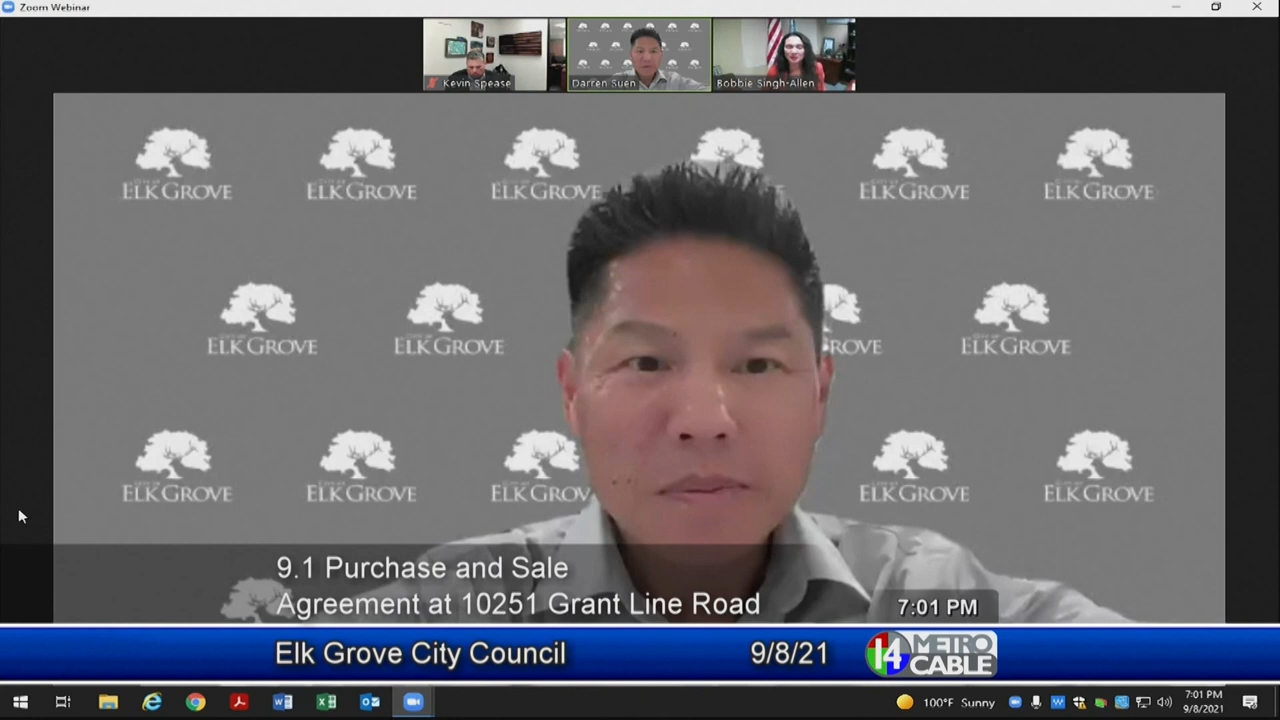 Zoom Webinar
Kevin Spease
Darren Suen
Bobbie Singh-Allen
ELK GROVE
ELK GROVE
ELK GROVE
ELK GROVE
ELK GROVE
ELK GROVE
ELK GROVE
ROVE
ELK GROVE
ELK GROVE
ELK GROVE
ELK GROV
ELK GROVE
ELK GROVE
9.1 Purchase and Sale
Agreement at 10251 Grant Line Road
7:01 PM
Elk Grove City Council
9/8/21
14 METRO
CABLE
100°F Sunny
7:01 PM
9/8/2021